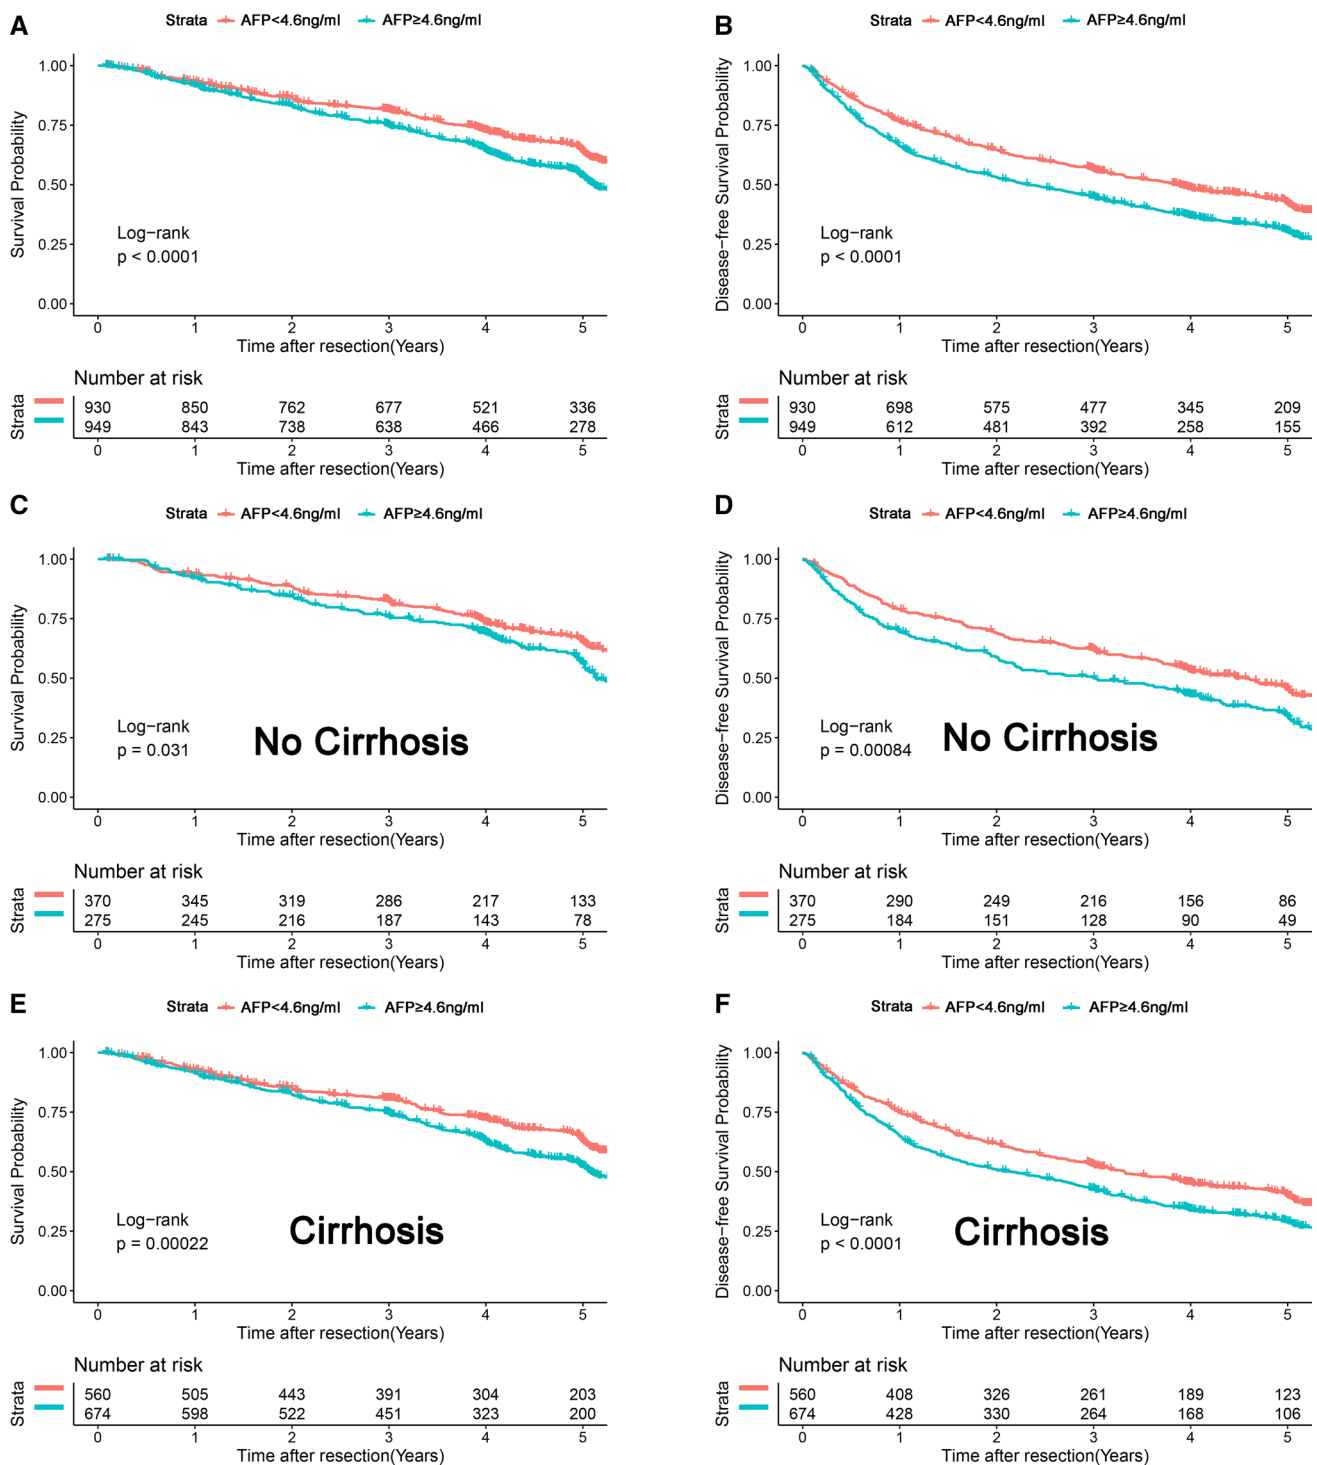 A
Strata AFP<4.6ng/ml AFP≥4.6ng/ml
Survival Probability
1.00
0.75
0.50
0.25
0.00
Log−rank
p < 0.0001
0 1 2 3 4 5
Time after resection(Years)
Number at risk
Strata
930 850 762 677 521 336
949 843 738 638 466 278
0 1 2 3 4 5
Time after resection(Years)
B
Strata AFP<4.6ng/ml AFP≥4.6ng/ml
Disease−free Survival Probability
1.00
0.75
0.50
0.25
0.00
Log−rank
p < 0.0001
0 1 2 3 4 5
Time after resection(Years)
Number at risk
Strata
930 698 575 477 345 209
949 612 481 392 258 155
0 1 2 3 4 5
Time after resection(Years)
C
Strata AFP<4.6ng/ml AFP≥4.6ng/ml
Survival Probability
1.00
0.75
0.50
0.25
0.00
Log−rank
p = 0.031
No Cirrhosis
0 1 2 3 4 5
Time after resection(Years)
Number at risk
Strata
370 345 319 286 217 133
275 245 216 187 143 78
0 1 2 3 4 5
Time after resection(Years)
D
Strata AFP<4.6ng/ml AFP≥4.6ng/ml
Disease−free Survival Probability
1.00
0.75
0.50
0.25
0.00
Log−rank
p = 0.00084
No Cirrhosis
0 1 2 3 4 5
Time after resection(Years)
Number at risk
Strata
370 290 249 216 156 86
275 184 151 128 90 49
0 1 2 3 4 5
Time after resection(Years)
E
Strata AFP<4.6ng/ml AFP≥4.6ng/ml
Survival Probability
1.00
0.75
0.50
0.25
0.00
Log−rank
p = 0.00022
Cirrhosis
0 1 2 3 4 5
Time after resection(Years)
Number at risk
Strata
560 505 443 391 304 203
674 598 522 451 323 200
0 1 2 3 4 5
Time after resection(Years)
F
Strata AFP<4.6ng/ml AFP≥4.6ng/ml
Disease−free Survival Probability
1.00
0.75
0.50
0.25
0.00
Log−rank
p < 0.0001
Cirrhosis
0 1 2 3 4 5
Time after resection(Years)
Number at risk
Strata
560 408 326 261 189 123
674 428 330 264 168 106
0 1 2 3 4 5
Time after resection(Years)